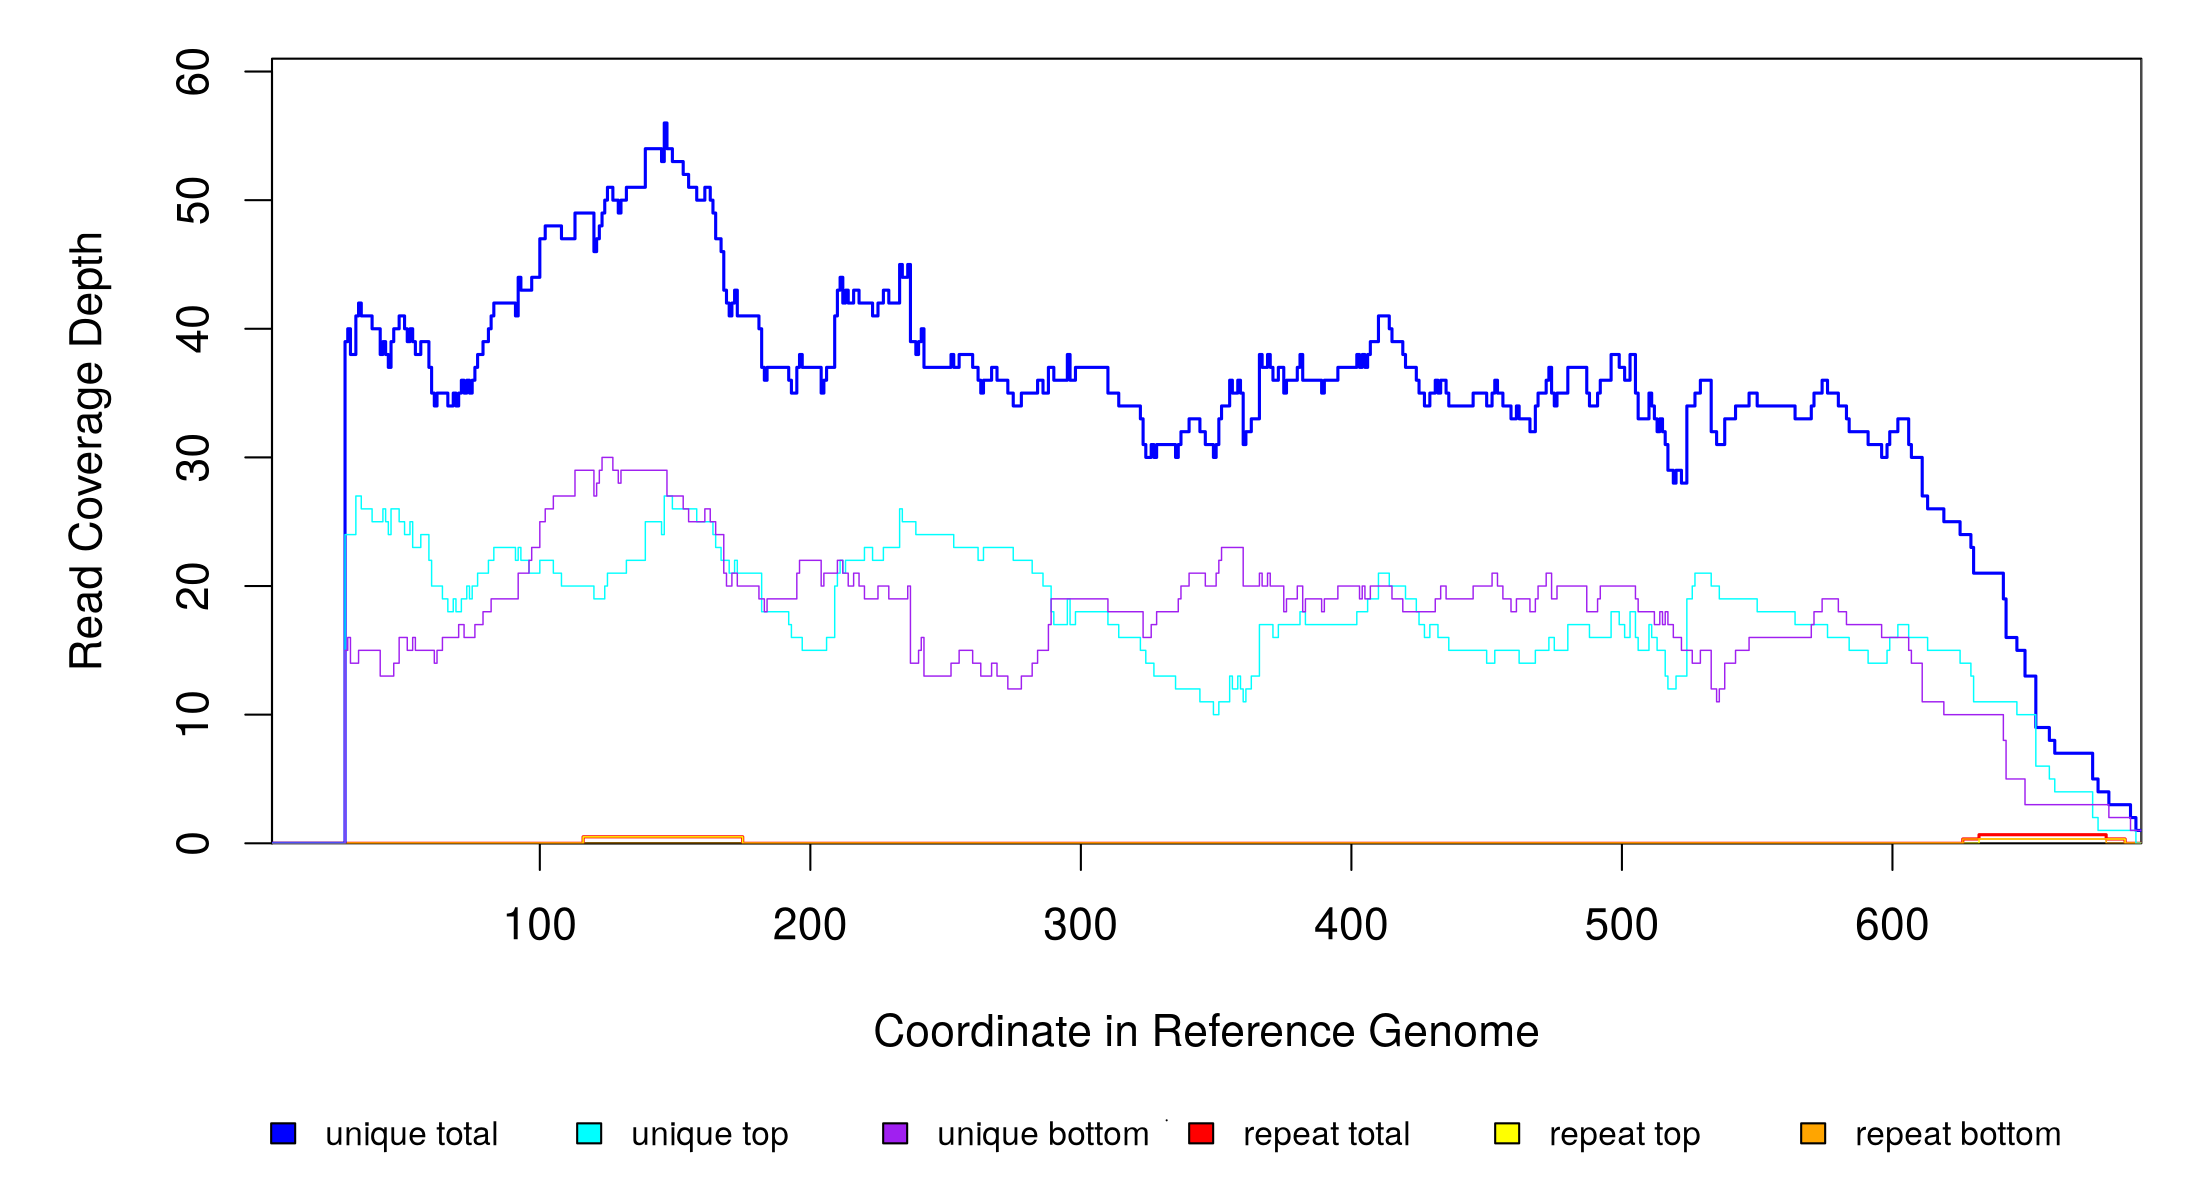 60
50
40
30
20
10
0
Read Coverage Depth
100 200 300 400 500 600
Coordinate in Reference Genome
unique total unique top unique bottom repeat total repeat top repeat bottom